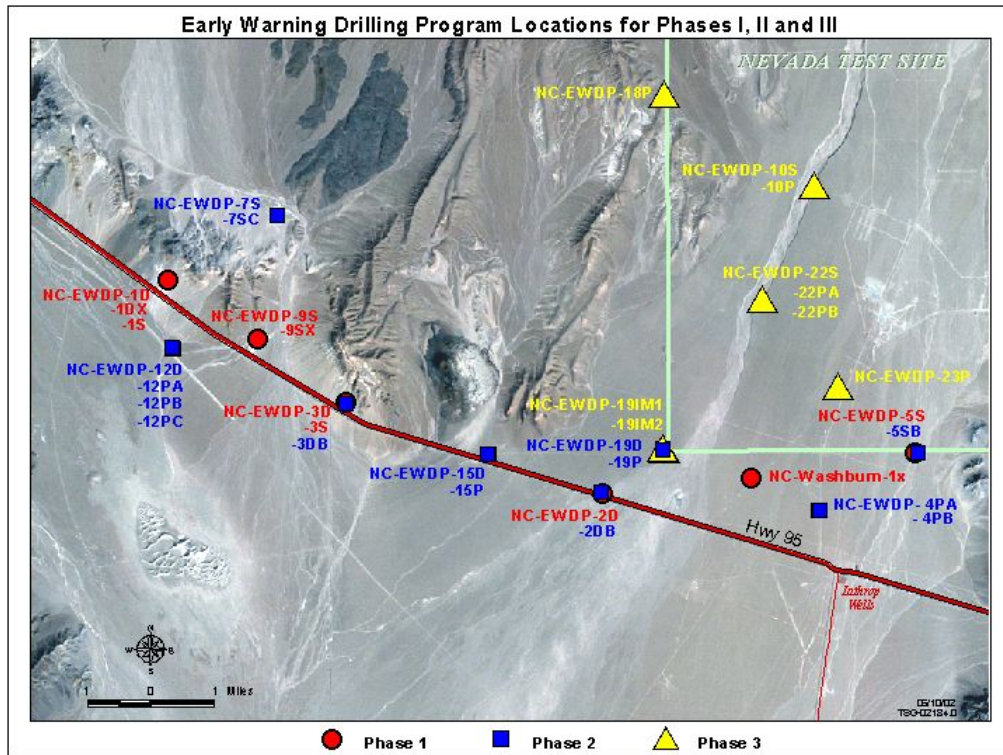 Early Warning Drilling Program Locations for Phases I, II and III
NEVADA TEST SITE
NC-EWDP-18P
NC-EWDP-10S
-10P
NC-EWDP-7S
-7SC
NC-EWDP-22S
-22PA
-22PB
NC-EWDP-1D
-1DX
-1S
NC-EWDP-9S
-9SX
NC-EWDP-12D
-12PA
-12PB
-12PC
NC-EWDP-3D
-3S
-3DB
NC-EWDP-23P
NC-EWDP-19IM1
-19IM2
NC-EWDP-19D
-19P
NC-EWDP-5S
-5SB
NC-EWDP-15D
-15P
NC-Washburn-1x
NC-EWDP-2D
-2DB
NC-EWDP- 4PA
- 4PB
Hwy 95
Lathrop
Wells
N
W E
S
1 0 1 Miles
Phase 1 Phase 2 Phase 3